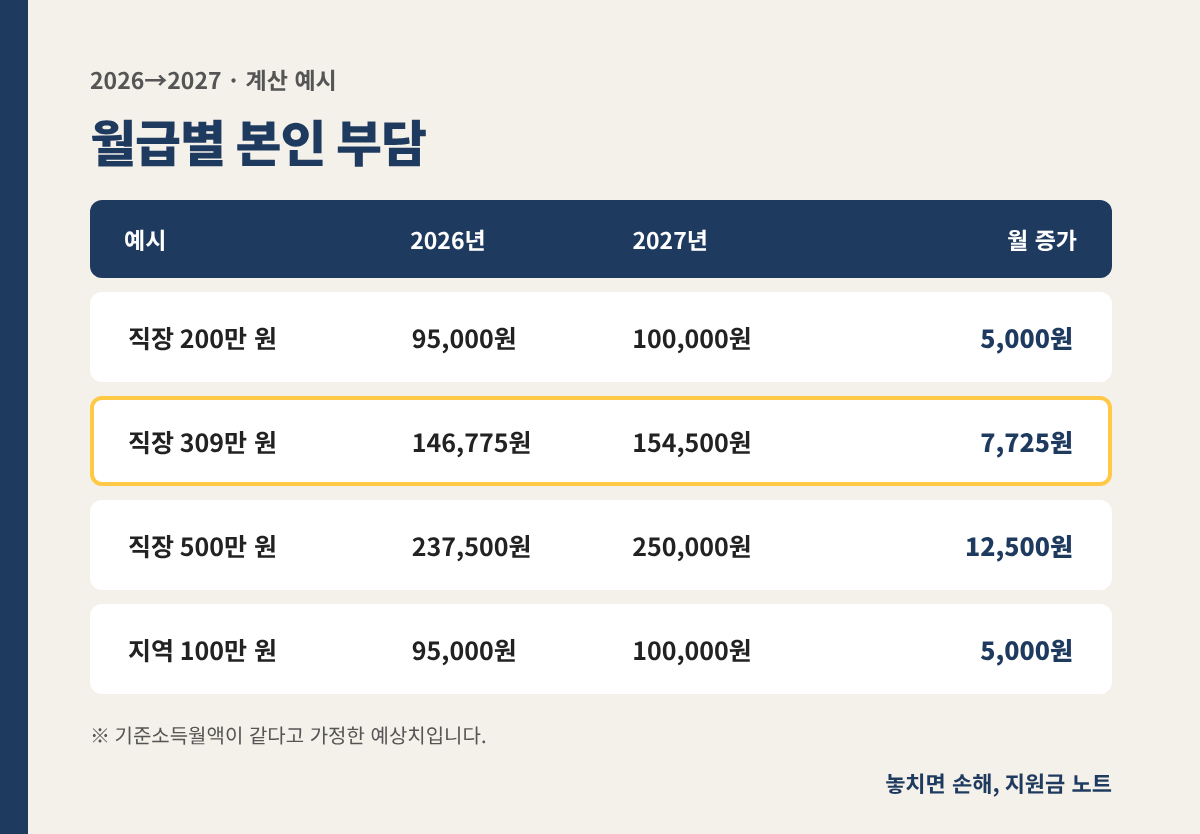 2026→2027 · 계산 예시
월급별 본인 부담
예시 2026년 2027년 월 증가
직장 200만 원 95,000원 100,000원 5,000원
직장 309만 원 146,775원 154,500원 7,725원
직장 500만 원 237,500원 250,000원 12,500원
지역 100만 원 95,000원 100,000원 5,000원
※ 기준소득월액이 같다고 가정한 예상치입니다.
놓치면 손해, 지원금 노트